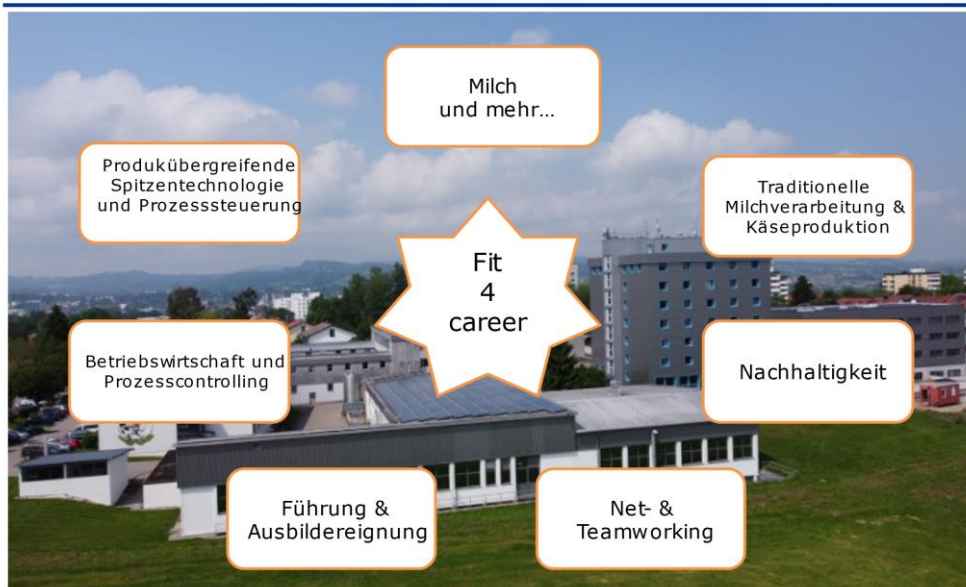 Milch
und mehr…
Produkübergreifende
Spitzentechnologie
und Prozesssteuerung
Traditionelle
Milchverarbeitung &
Käseproduktion
Fit
4
career
Betriebswirtschaft und
Prozesscontrolling
Nachhaltigkeit
Führung &
Ausbildereignung
Net- &
Teamworking